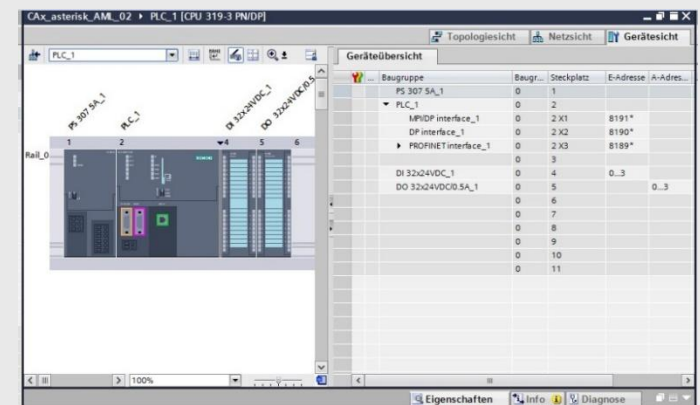 CAx_asterisk_AML_02 ▸ PLC_1 [CPU 319-3 PN/DP]
Topologiesicht Netzsicht Gerätesicht
PLC_1
Geräteübersicht
... Baugruppe Baugr... Steckplatz E-Adresse A-Adres...
PS 307 5A_1 0 1
PLC_1 0 2
MPI/DP interface_1 0 2 X1 8191*
DP interface_1 0 2 X2 8190*
PROFINET interface_1 0 2 X3 8189*
0 3
DI 32x24VDC_1 0 4 0...3
DO 32x24VDC/0.5A_1 0 5 0...3
0 6
0 7
0 8
0 9
0 10
0 11
PS 307 5A_1
PLC_1
DI 32x24VDC_1
DO 32x24VDC/0.5
1 2 4 5 6
Rail_0
SIEMENS
100%
Eigenschaften Info Diagnose